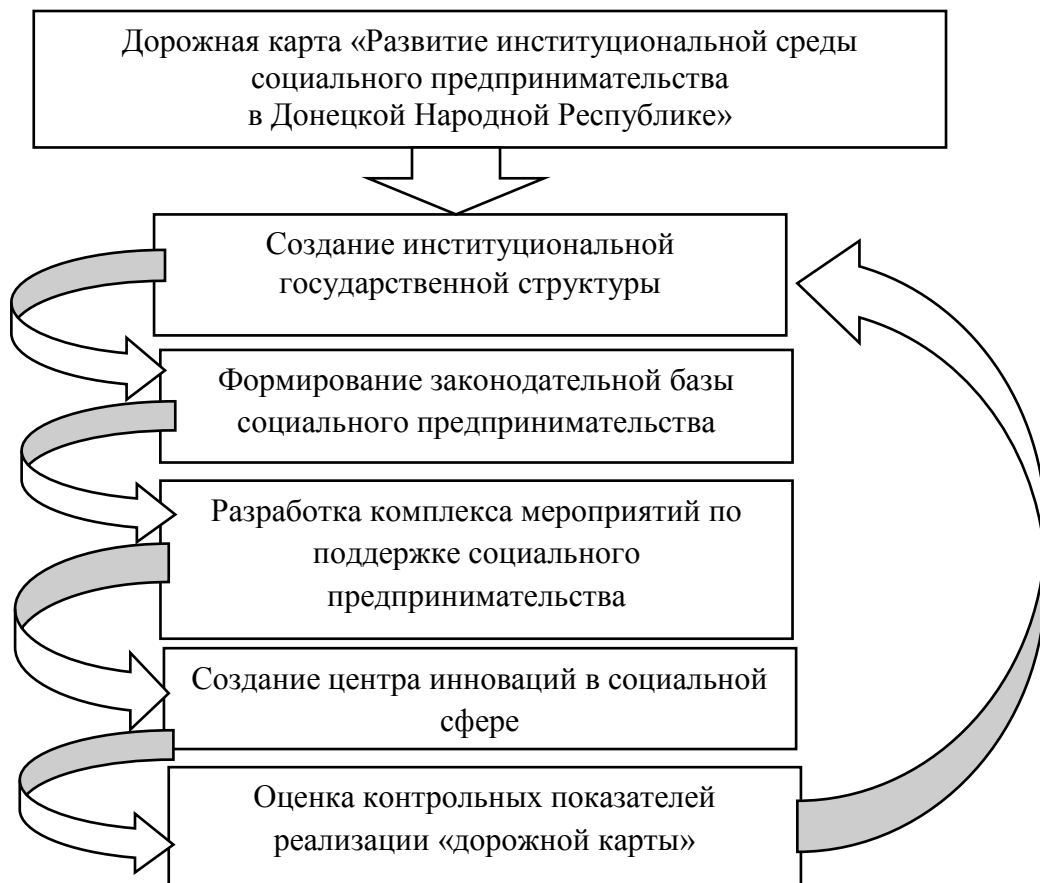 Дорожная карта «Развитие институциональной среды
социального предпринимательства
в Донецкой Народной Республике»
Создание институциональной
государственной структуры
Формирование законодательной базы
социального предпринимательства
Разработка комплекса мероприятий по
поддержке социального
предпринимательства
Создание центра инноваций в социальной
сфере
Оценка контрольных показателей
реализации «дорожной карты»